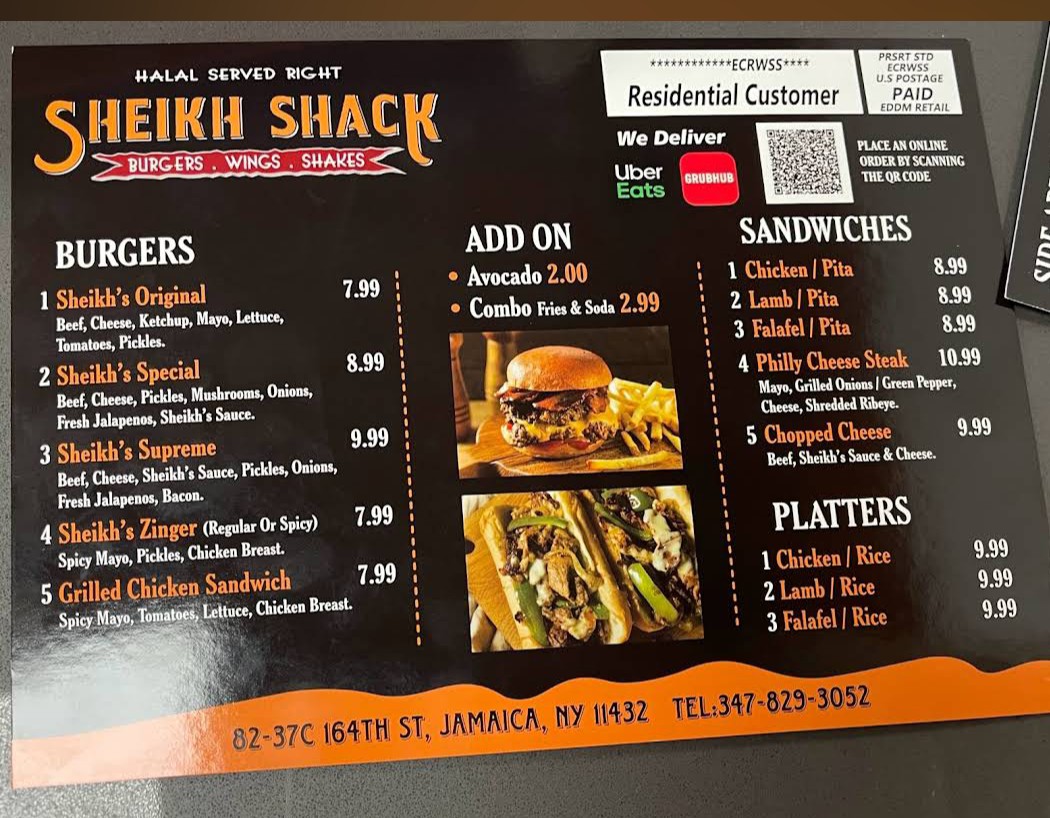 HALAL SERVED RIGHT
SHEIKH SHACK
BURGERS . WINGS . SHAKES
************ECRWSS****
Residential Customer
PRSRT STD
ECRWSS
U.S POSTAGE
PAID
EDDM RETAIL
We Deliver
Uber
Eats
GRUBHUB
PLACE AN ONLINE
ORDER BY SCANNING
THE QR CODE
BURGERS
1 Sheikh's Original 7.99
Beef, Cheese, Ketchup, Mayo, Lettuce,
Tomatoes, Pickles.
2 Sheikh's Special 8.99
Beef, Cheese, Pickles, Mushrooms, Onions,
Fresh Jalapenos, Sheikh's Sauce.
3 Sheikh's Supreme 9.99
Beef, Cheese, Sheikh's Sauce, Pickles, Onions,
Fresh Jalapenos, Bacon.
4 Sheikh's Zinger (Regular Or Spicy) 7.99
Spicy Mayo, Pickles, Chicken Breast.
5 Grilled Chicken Sandwich 7.99
Spicy Mayo, Tomatoes, Lettuce, Chicken Breast.
ADD ON
• Avocado 2.00
• Combo Fries & Soda 2.99
SANDWICHES
1 Chicken / Pita 8.99
2 Lamb / Pita 8.99
3 Falafel / Pita 8.99
4 Philly Cheese Steak 10.99
Mayo, Grilled Onions / Green Pepper,
Cheese, Shredded Ribeye.
5 Chopped Cheese 9.99
Beef, Sheikh's Sauce & Cheese.
PLATTERS
1 Chicken / Rice 9.99
2 Lamb / Rice 9.99
3 Falafel / Rice 9.99
82-37C 164TH ST, JAMAICA, NY 11432 TEL:347-829-3052